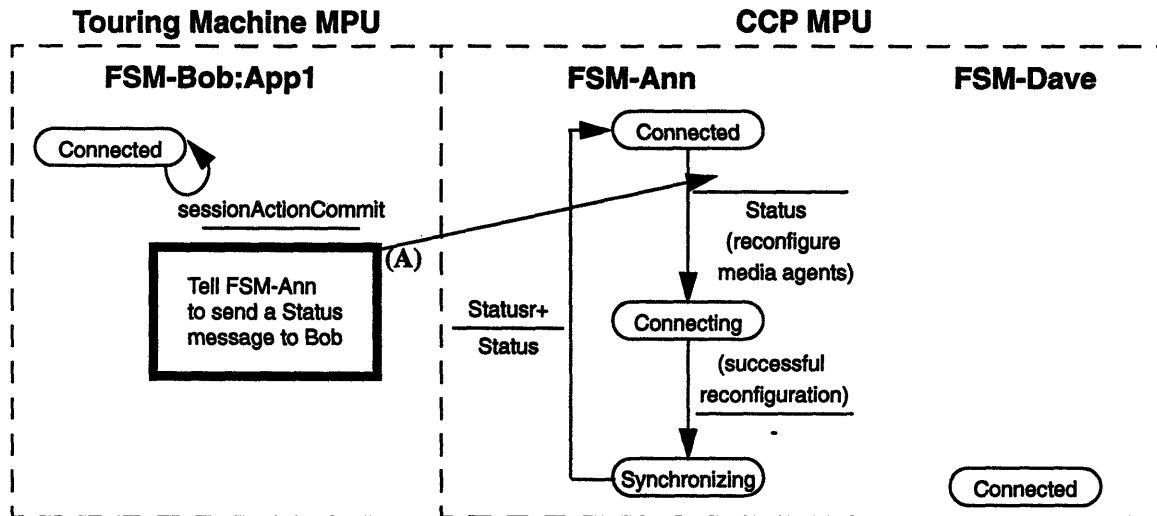 Touring Machine MPU
CCP MPU
FSM-Bob:App1
FSM-Ann
FSM-Dave
Connected
sessionActionCommit
(A)
Tell FSM-Ann
to send a Status
message to Bob
Connected
Status
(reconfigure
media agents)
Statusr+
Status
Connecting
(successful
reconfiguration)
-
Synchronizing
Connected